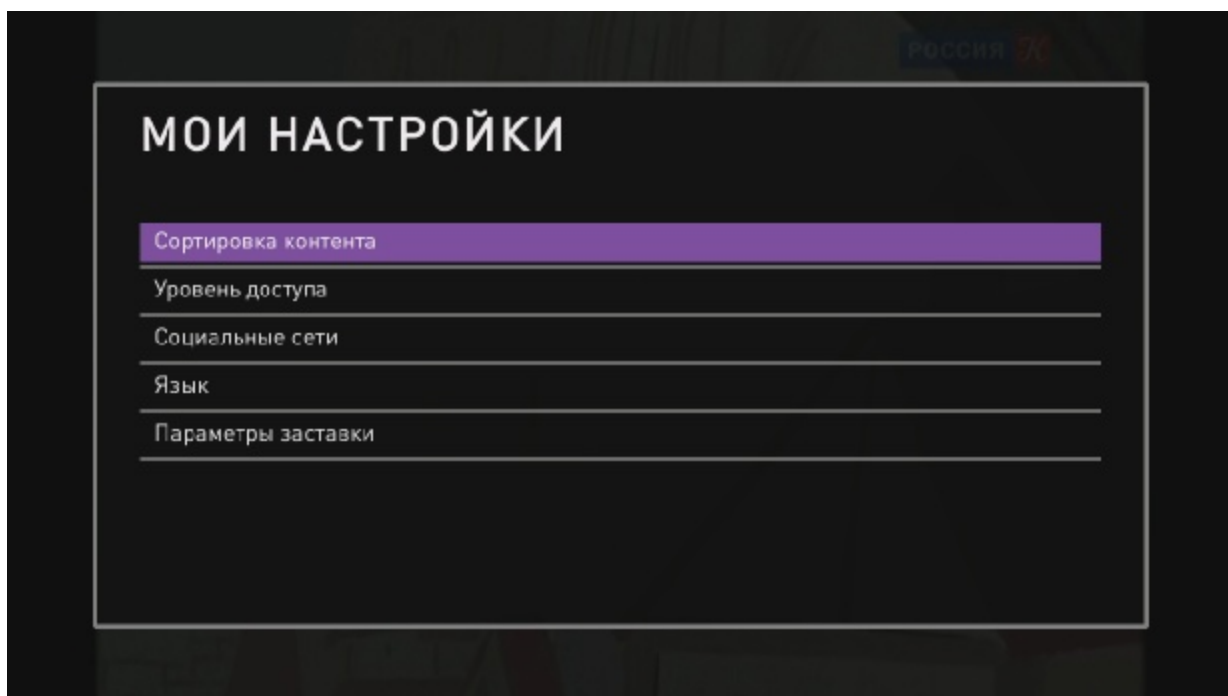 РОССИЯ К
МОИ НАСТРОЙКИ
Сортировка контента
Уровень доступа
Социальные сети
Язык
Параметры заставки